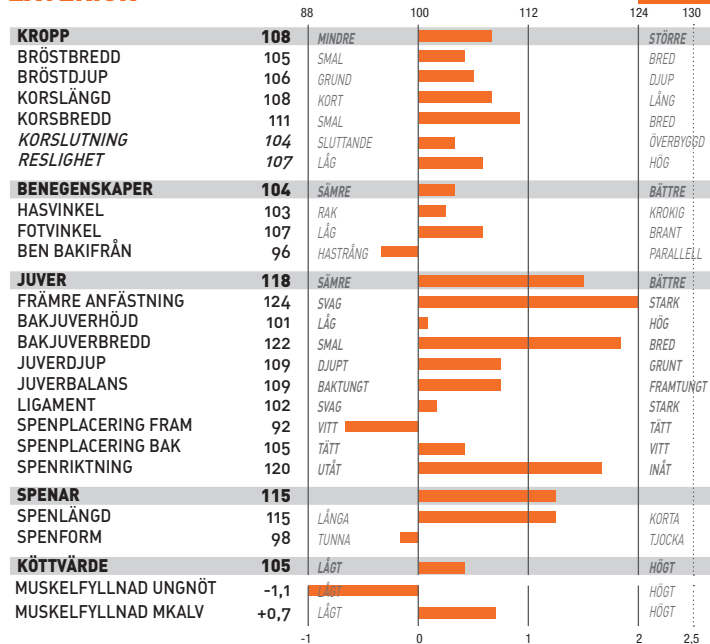 88 100 112 124 130
KROPP 108 MINDRE STÖRRE
BRÖSTBREDD 105 SMAL BRED
BRÖSTDJUP 106 GRUND DJUP
KORSLÄNGD 108 KORT LÅNG
KORSBREDD 111 SMAL BRED
KORSLUTNING 104 SLUTTANDE ÖVERBYGGD
RESLIGHET 107 LÅG HÖG
BENEGENSKAPER 104 SÄMRE BÄTTRE
HASVINKEL 103 RAK KROKIG
FOTVINKEL 107 LÅG BRANT
BEN BAKIFRÅN 96 HASTRÅNG PARALLELL
JUVER 118 SÄMRE BÄTTRE
FRÄMRE ANFÄSTNING 124 SVAG STARK
BAKJUVERHÖJD 101 LÅG HÖG
BAKJUVERBREDD 122 SMAL BRED
JUVERDJUP 109 DJUPT GRUNT
JUVERBALANS 109 BAKTUNGT FRAMTUNGT
LIGAMENT 102 SVAG STARK
SPENPLACERING FRAM 92 VITT TÄTT
SPENPLACERING BAK 105 TÄTT VITT
SPENRIKTNING 120 UTÅT INÅT
SPENAR 115
SPENLÄNGD 115 LÅNGA KORTA
SPENFORM 98 TUNNA TJOCKA
KÖTTVÄRDE 105 LÅGT HÖGT
MUSKELFYLLNAD UNGNÖT -1,1 LÅGT HÖGT
MUSKELFYLLNAD MKALV +0,7 LÅGT HÖGT
-1 0 1 2 2,5